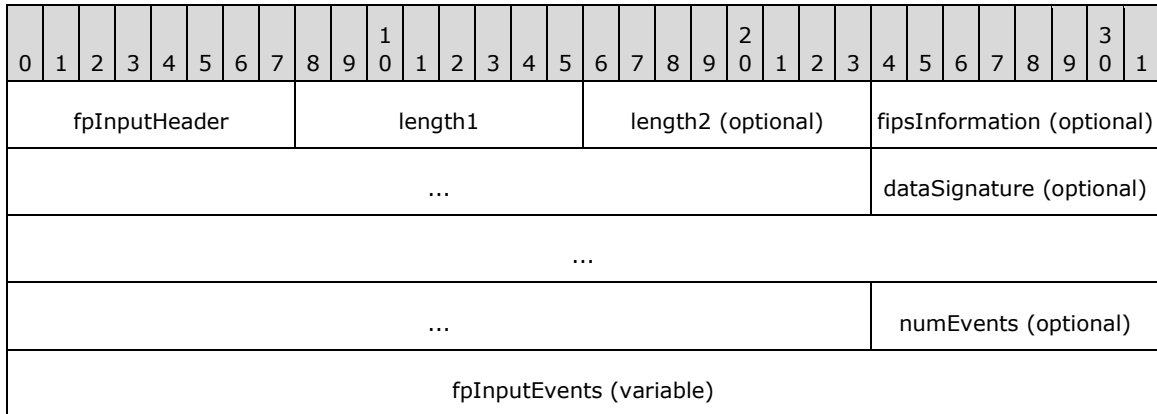 1 2 3
0 1 2 3 4 5 6 7 8 9 0 1 2 3 4 5 6 7 8 9 0 1 2 3 4 5 6 7 8 9 0 1
fpInputHeader length1 length2 (optional) fipsInformation (optional)
... dataSignature (optional)
...
... numEvents (optional)
fpInputEvents (variable)